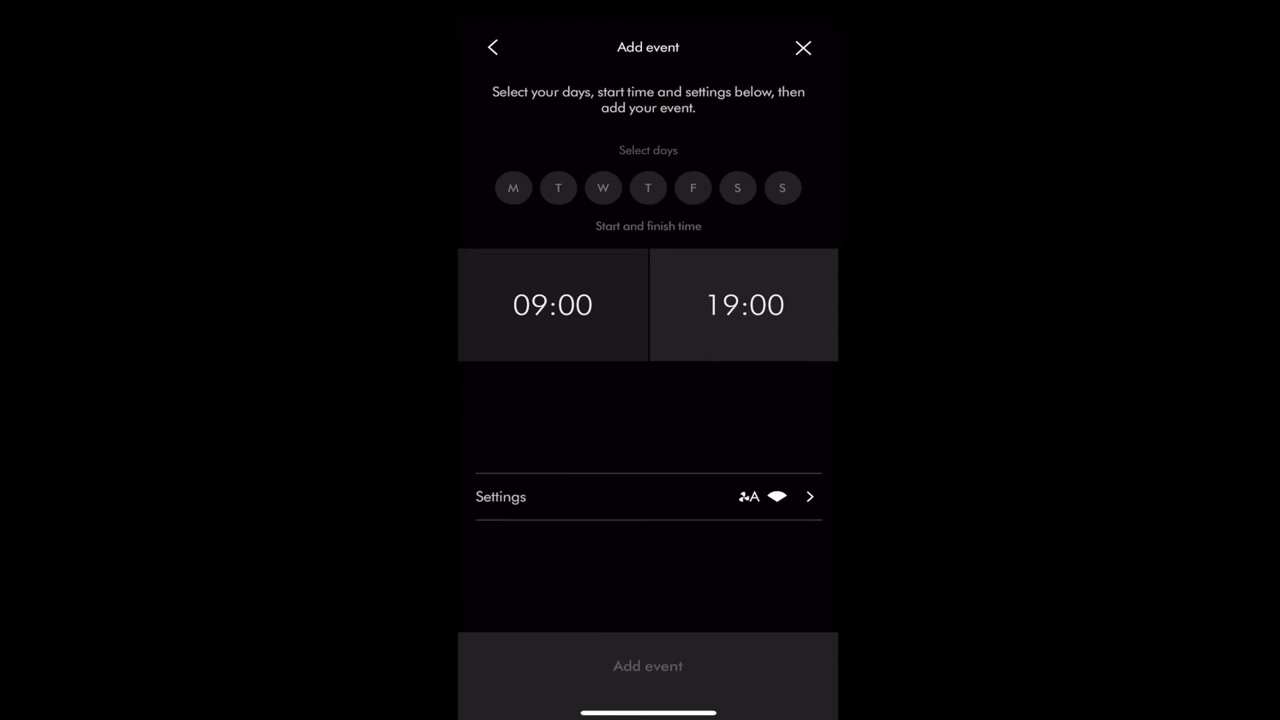 Add event
Select your days, start time and settings below, then
add your event.
Select days
M T W T F S S
Start and finish time
09:00 19:00
Settings A
Add event